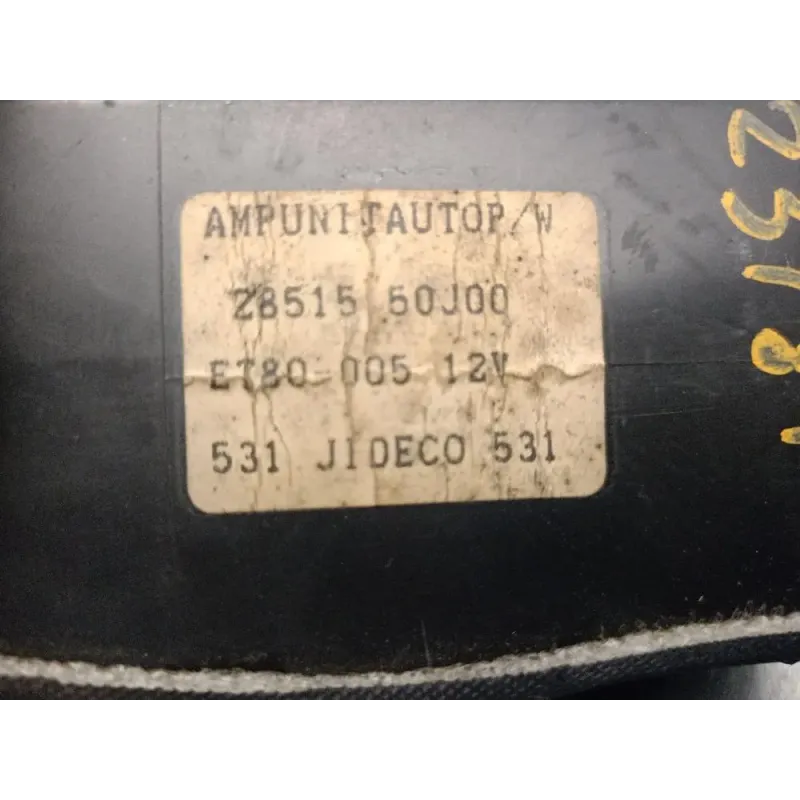 AMPUNITAUTOP/W
28515 50J00
ET80-005 12V
531 JIDECO 531